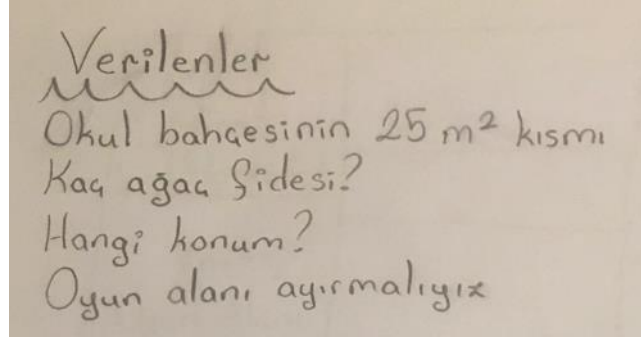 Verilenler
Okul bahçesinin 25 m² kısmı
Kaç ağaç fidesi?
Hangi konum?
Oyun alanı ayırmalıyız